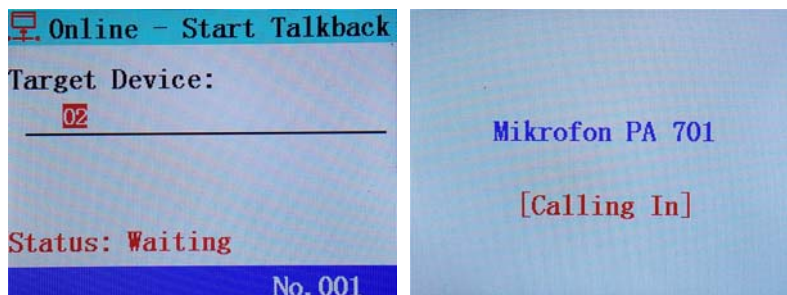 Online - Start Talkback
Target Device:
02
Status: Waiting
No.001
Mikrofon PA 701
[Calling In]